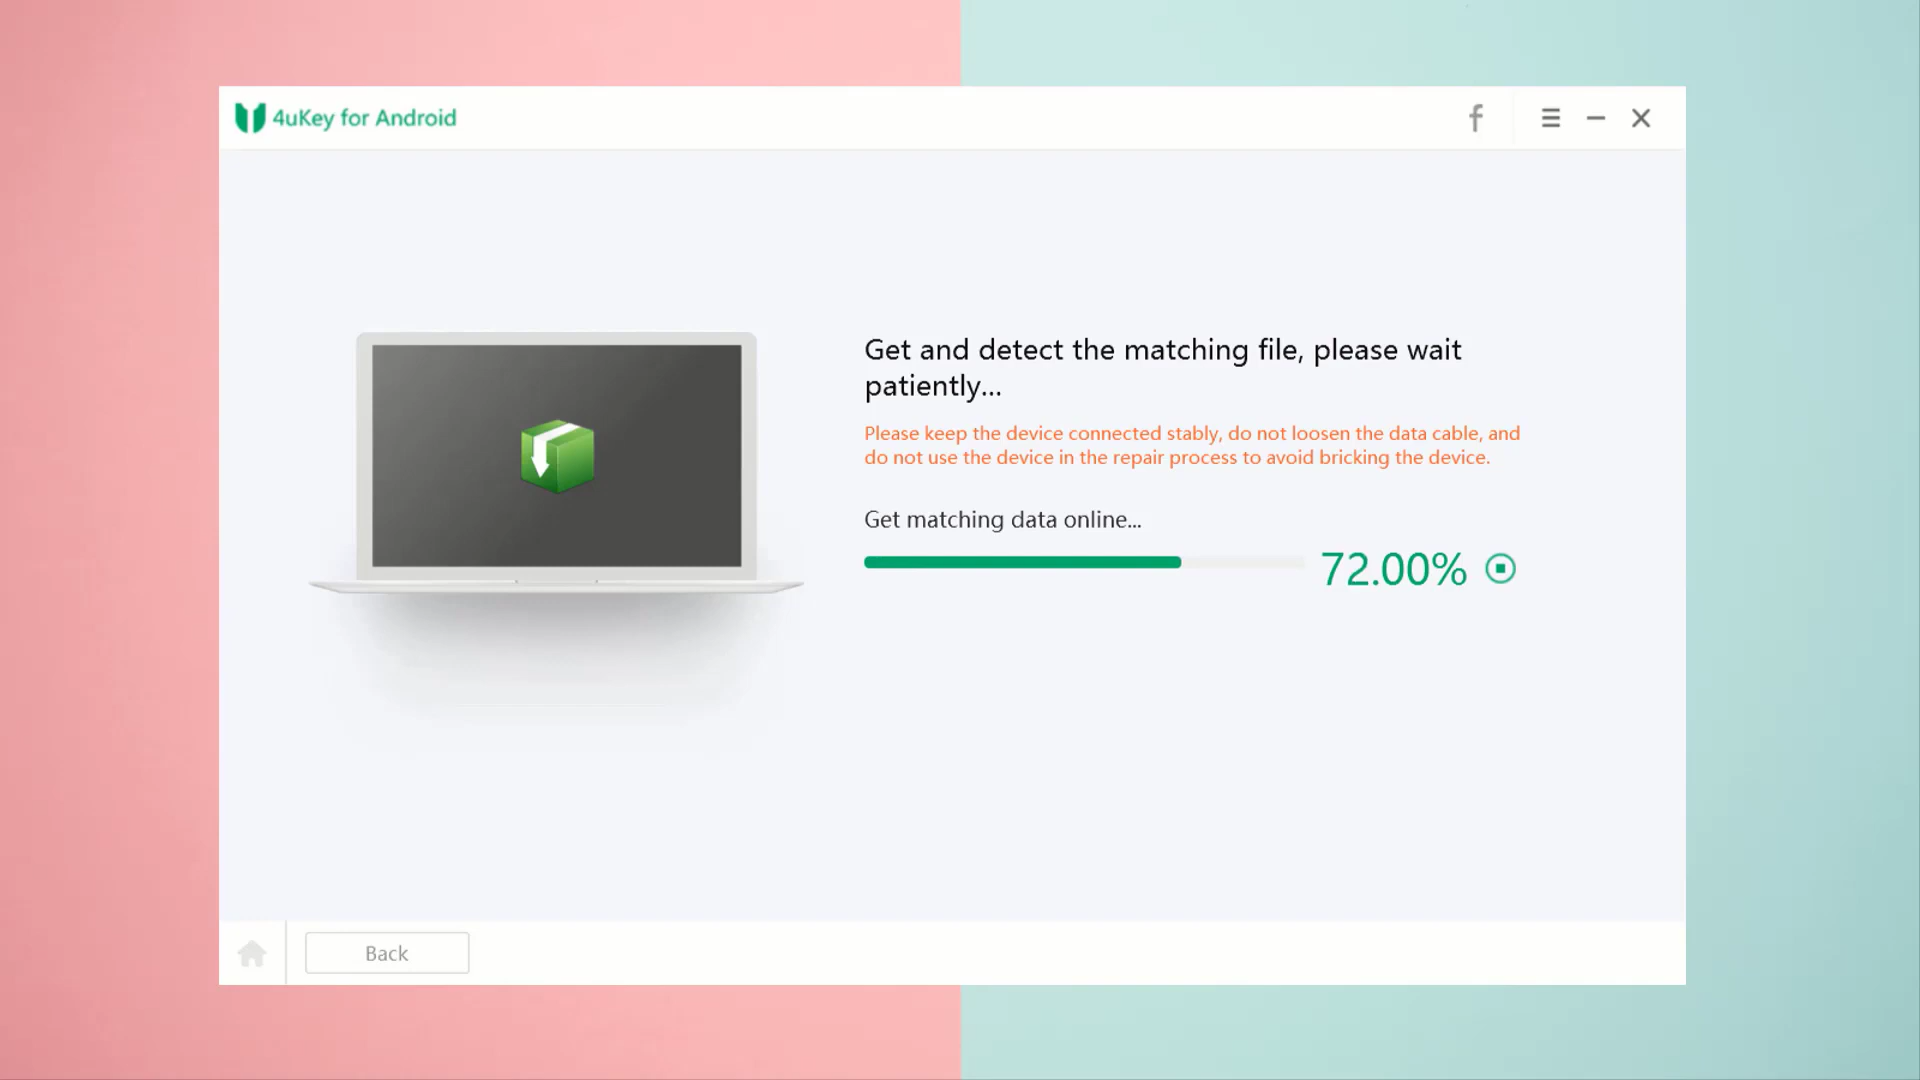 4uKey for Android
Get and detect the matching file, please wait
patiently...
Please keep the device connected stably, do not loosen the data cable, and
do not use the device in the repair process to avoid bricking the device.
Get matching data online...
72.00%
Back